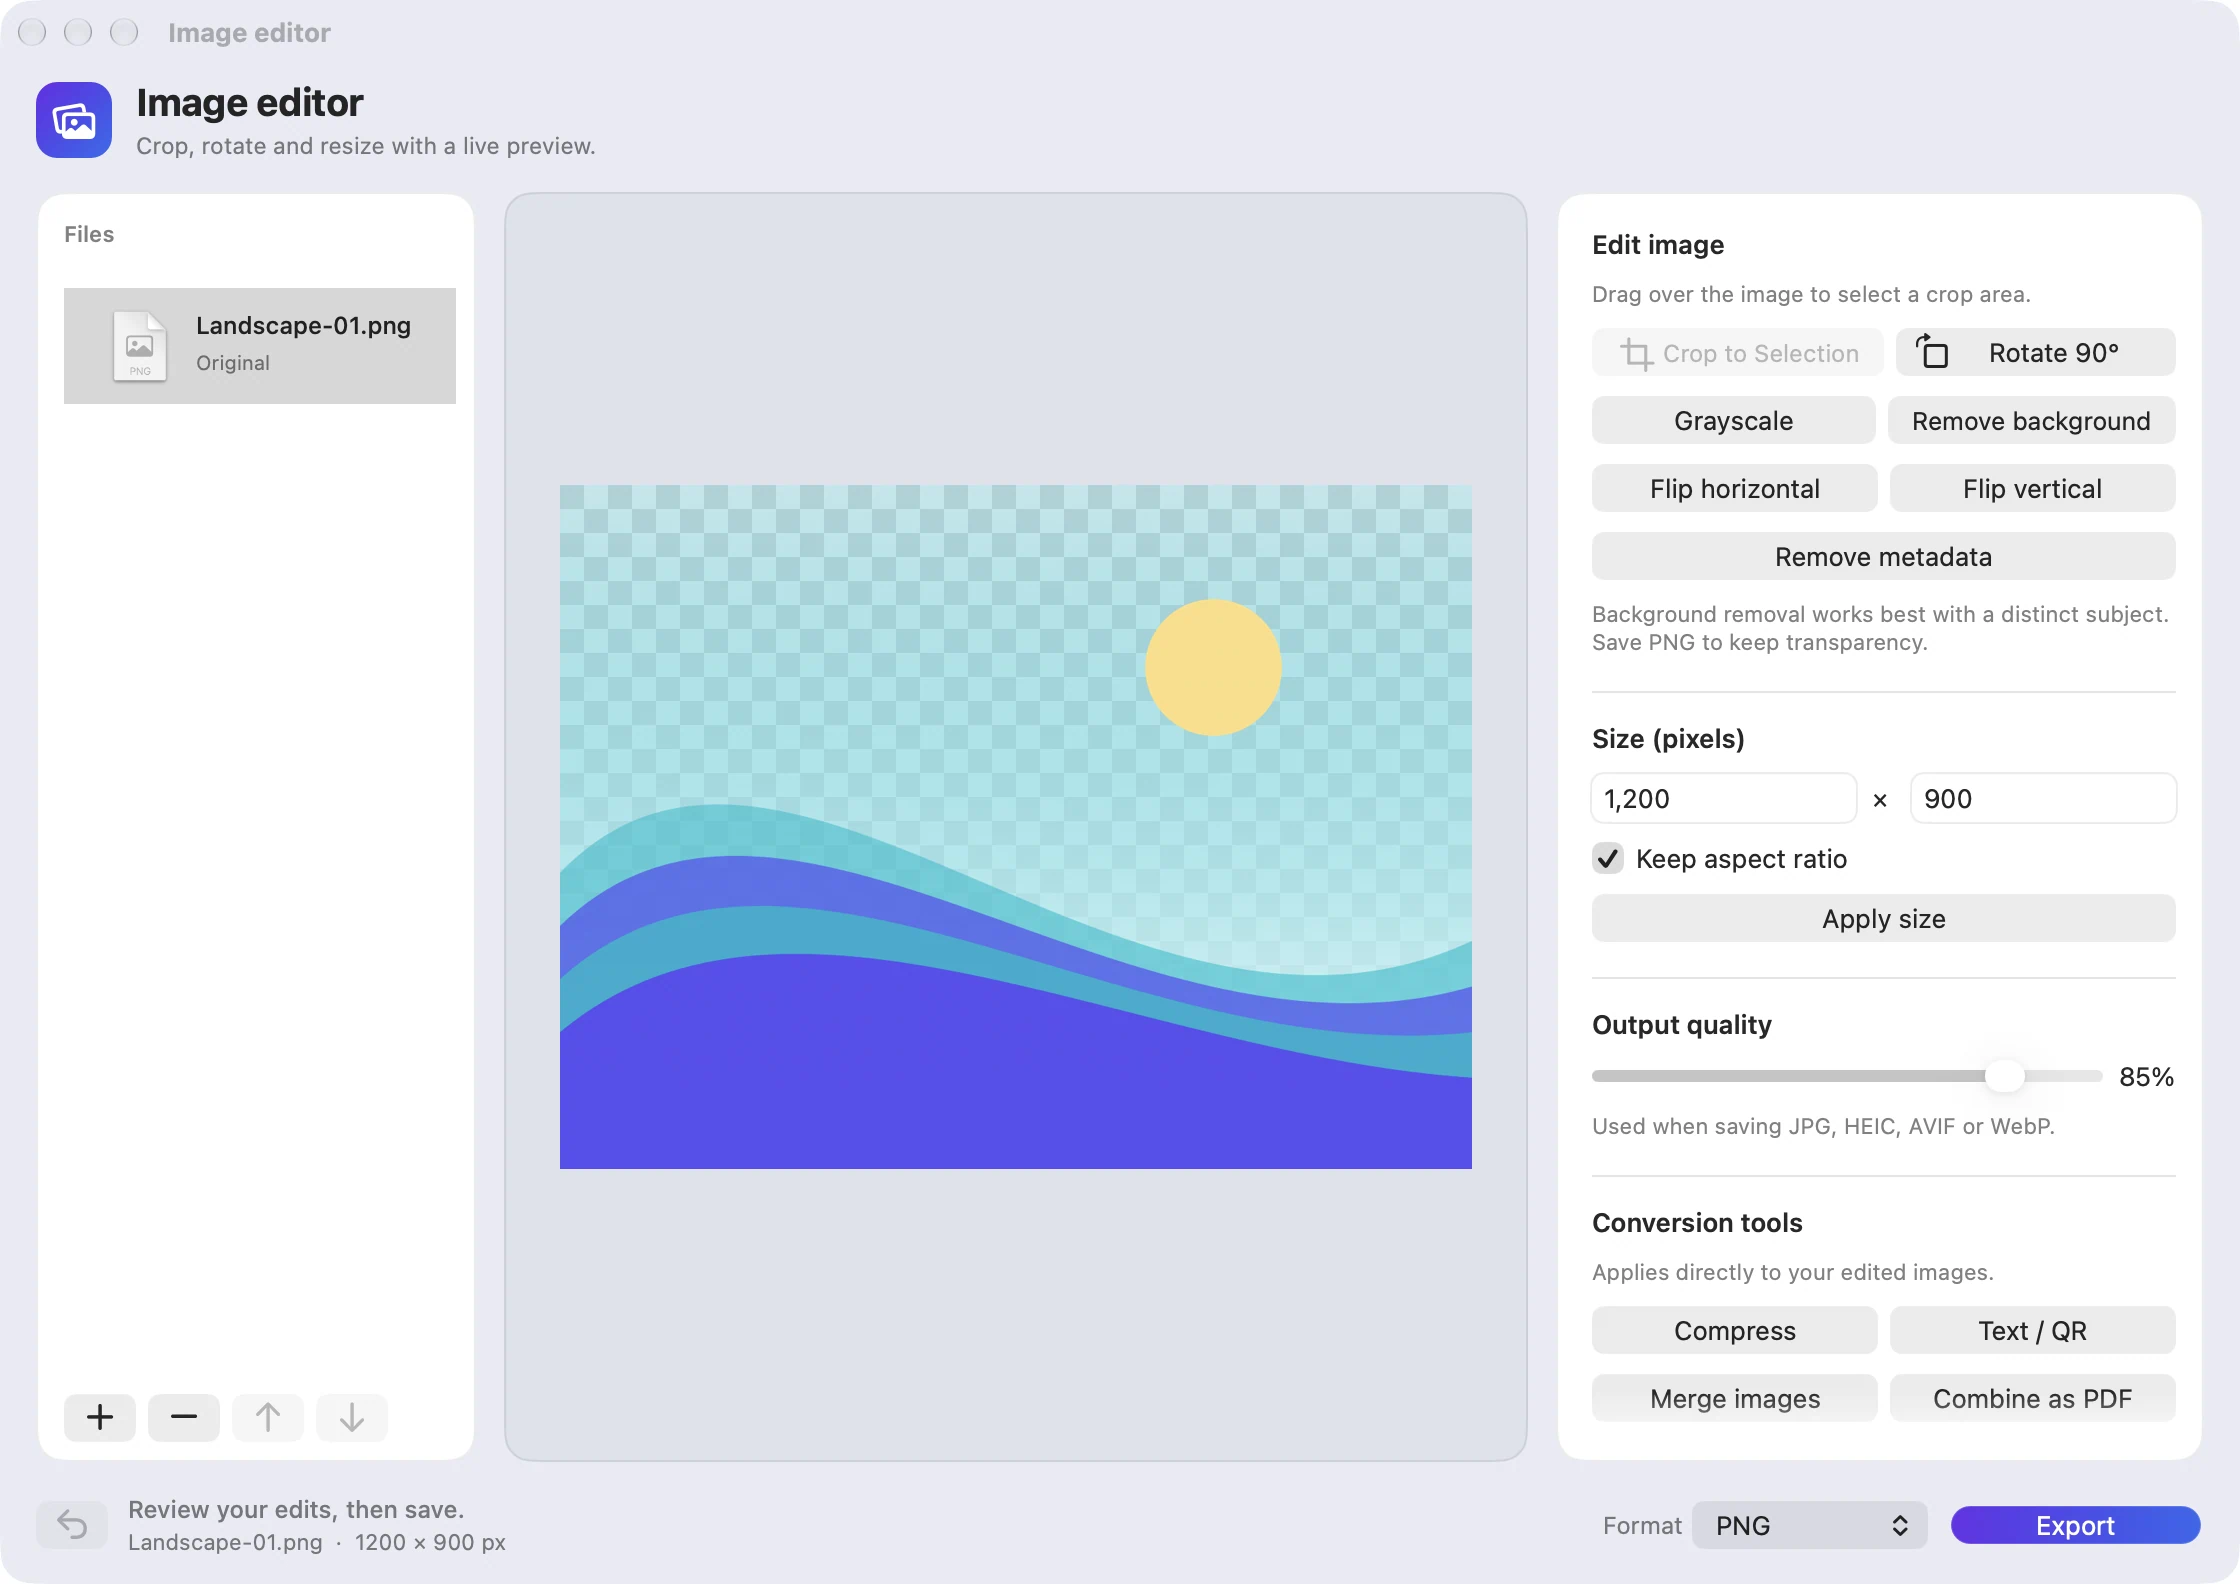 Image editor
Image editor
Crop, rotate and resize with a live preview.
Files
PNG
Landscape-01.png
Original
Edit image
Drag over the image to select a crop area.
Crop to Selection
Rotate 90°
Grayscale
Remove background
Flip horizontal
Flip vertical
Remove metadata
Background removal works best with a distinct subject.
Save PNG to keep transparency.
Size (pixels)
1,200 × 900
Keep aspect ratio
Apply size
Output quality
85%
Used when saving JPG, HEIC, AVIF or WebP.
Conversion tools
Applies directly to your edited images.
Compress
Text / QR
Merge images
Combine as PDF
Review your edits, then save.
Landscape-01.png · 1200 × 900 px
Format
PNG
Export